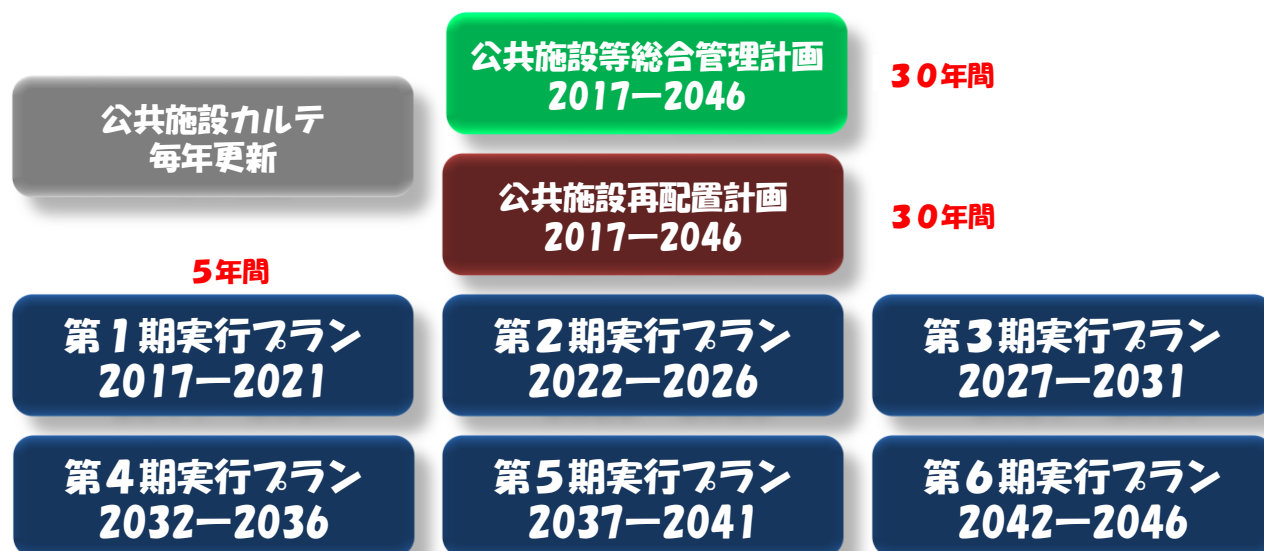 公共施設等総合管理計画
2017ー2046
３０年間
公共施設カルテ
毎年更新
公共施設再配置計画
2017ー2046
３０年間
５年間
第１期実行プラン
2017ー2021
第２期実行プラン
2022ー2026
第３期実行プラン
2027ー2031
第４期実行プラン
2032ー2036
第５期実行プラン
2037ー2041
第６期実行プラン
2042ー2046